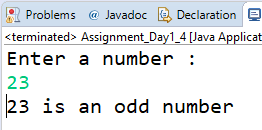 Problems @ Javadoc Declaration
<terminated> Assignment_Day1_4 [Java Applicat
Enter a number :
23
23 is an odd number